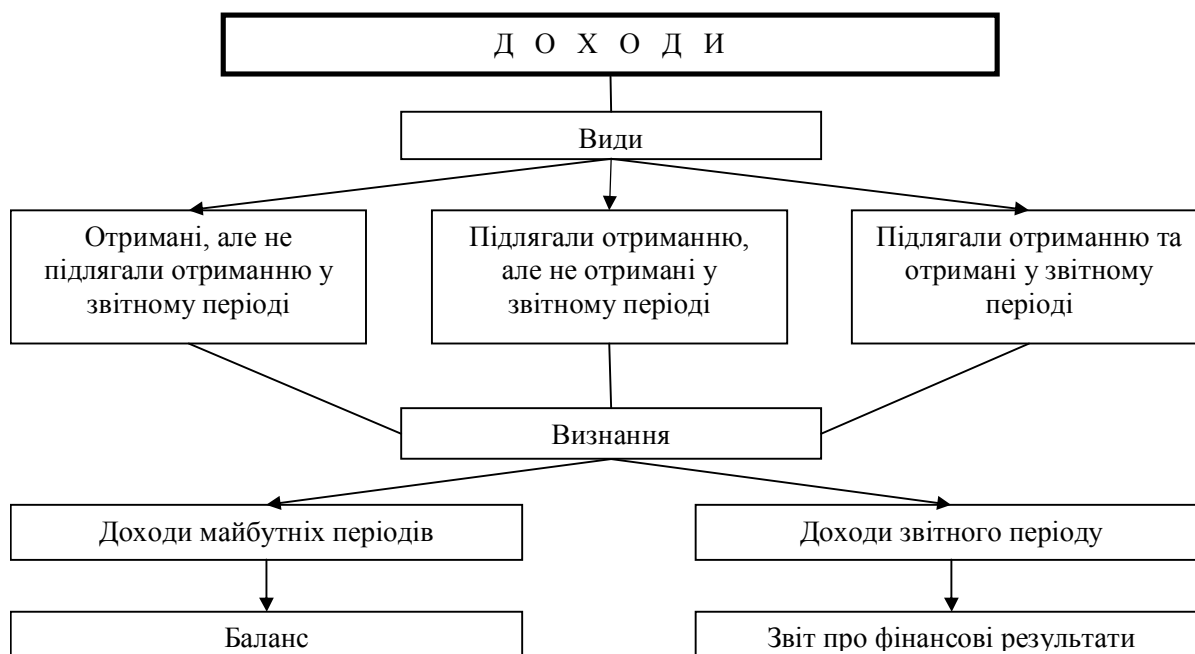 Д О Х О Д И
Види
Отримані, але не
підлягали отриманню у
звітному періоді
Підлягали отриманню,
але не отримані у
звітному періоді
Підлягали отриманню та
отримані у звітному
періоді
Визнання
Доходи майбутніх періодів
Доходи звітного періоду
Баланс
Звіт про фінансові результати